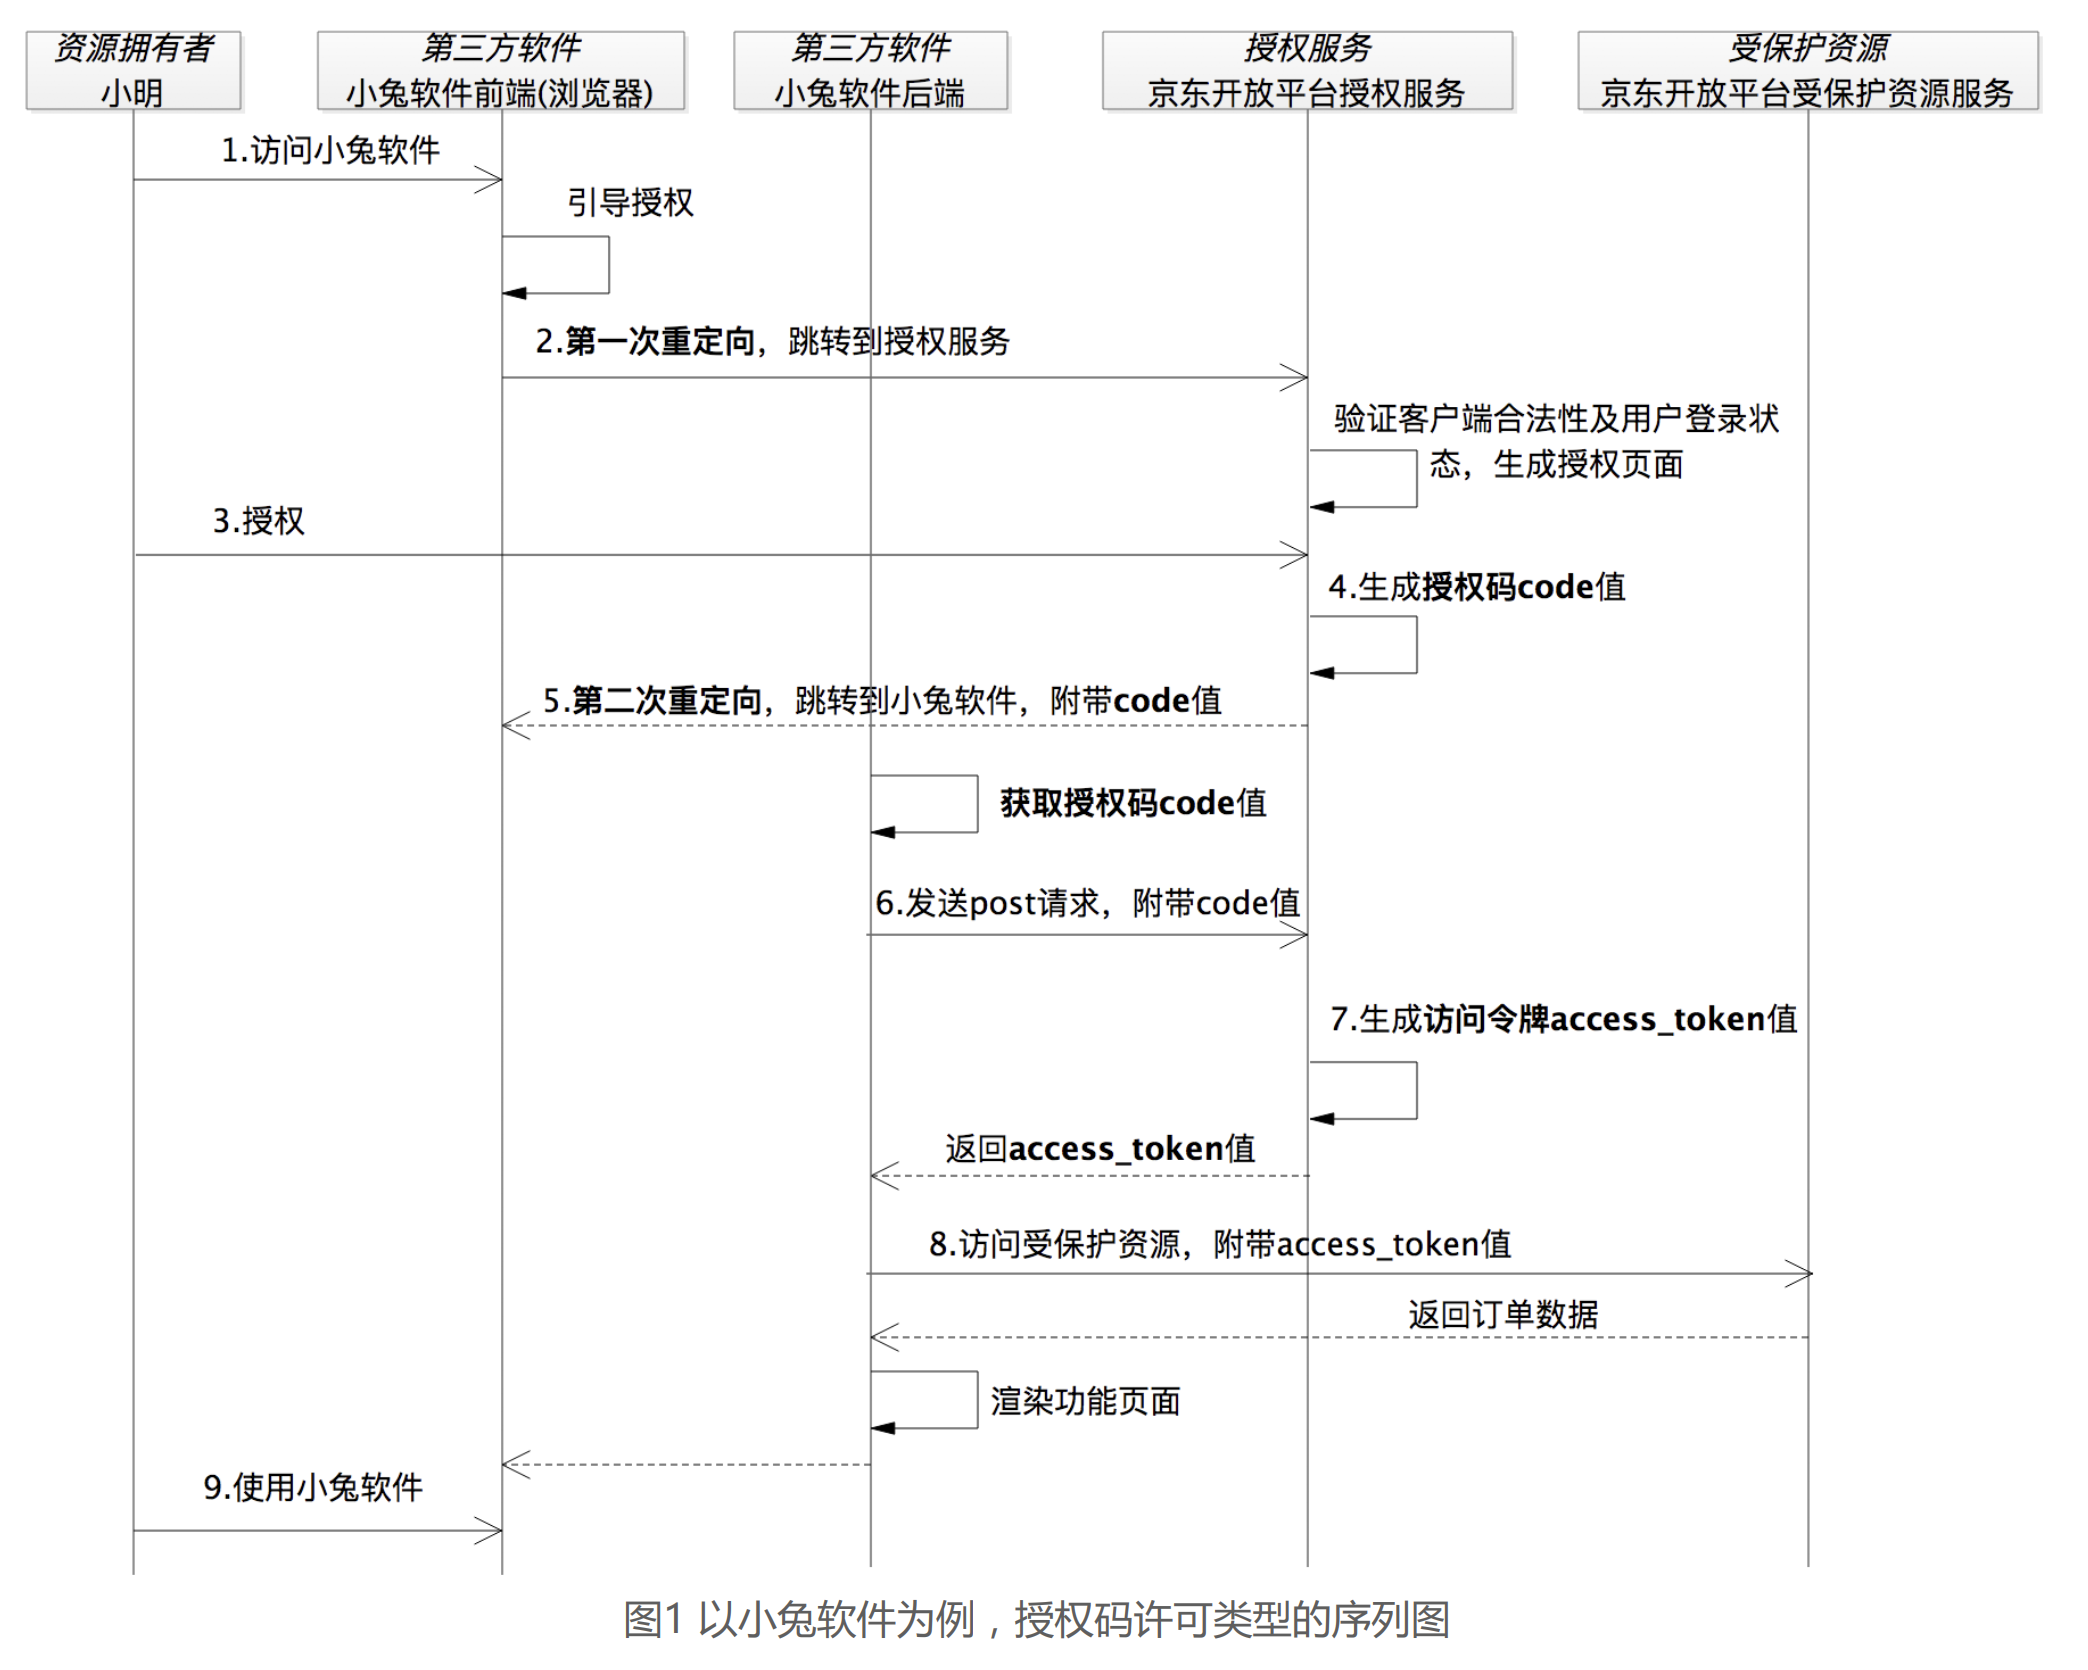 资源拥有者
小明
第三方软件
小兔软件前端(浏览器)
第三方软件
小兔软件后端
授权服务
京东开放平台授权服务
受保护资源
京东开放平台受保护资源服务
1.访问小兔软件
引导授权
2.第一次重定向，跳转到授权服务
验证客户端合法性及用户登录状
态，生成授权页面
3.授权
4.生成授权码code值
5.第二次重定向，跳转到小兔软件，附带code值
获取授权码code值
6.发送post请求，附带code值
7.生成访问令牌access_token值
返回access_token值
8.访问受保护资源，附带access_token值
返回订单数据
渲染功能页面
9.使用小兔软件
图1 以小兔软件为例，授权码许可类型的序列图